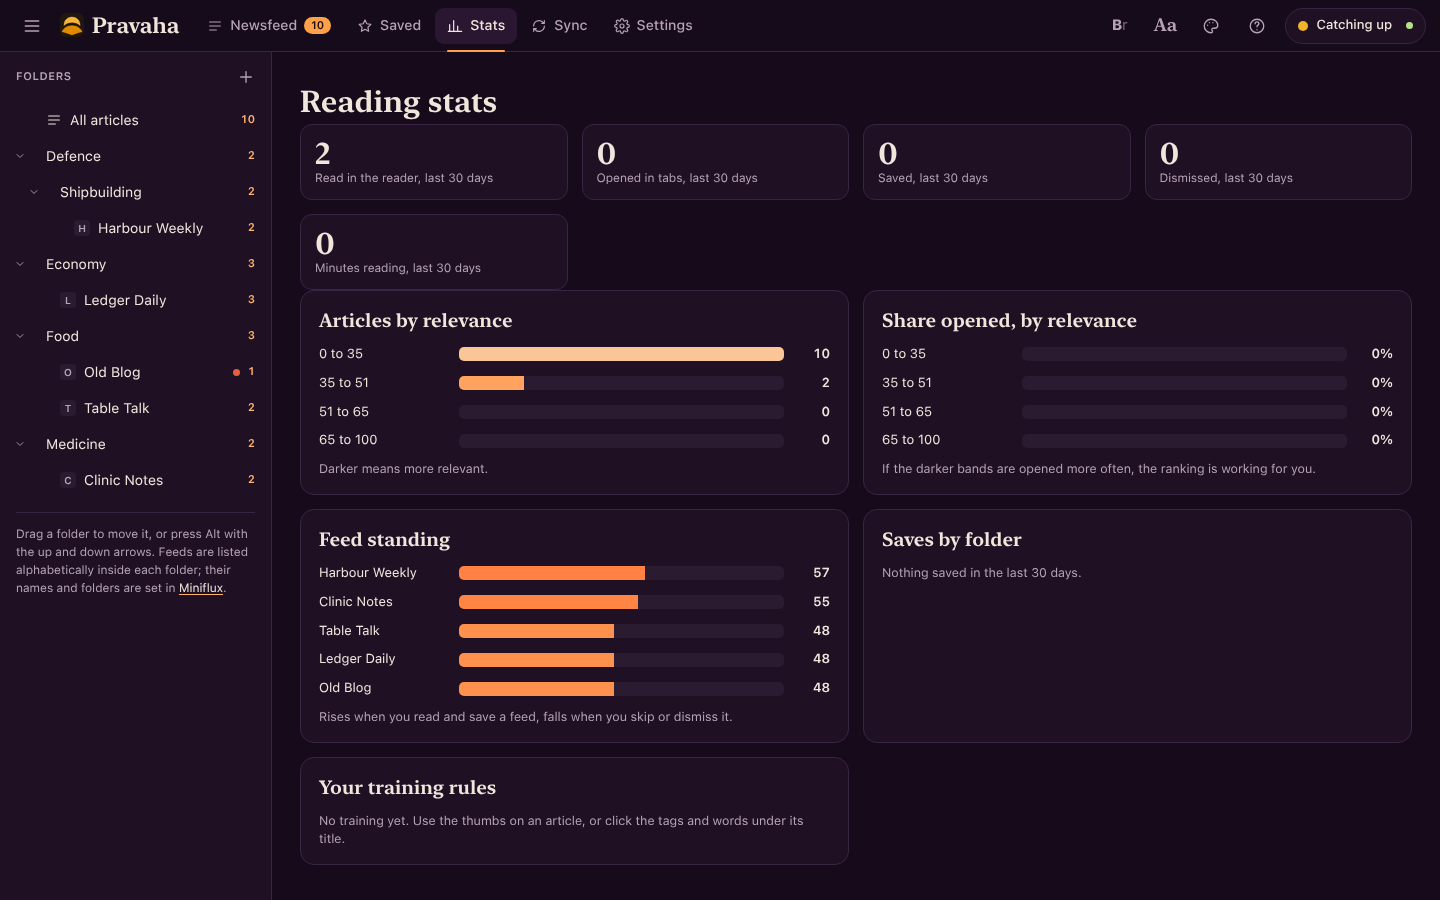 Pravaha
Newsfeed 10
Saved
Stats
Sync
Settings
Br
Aa
Catching up
FOLDERS
All articles 10
Defence 2
Shipbuilding 2
H Harbour Weekly 2
Economy 3
L Ledger Daily 3
Food 3
O Old Blog 1
T Table Talk 2
Medicine 2
C Clinic Notes 2
Drag a folder to move it, or press Alt with
the up and down arrows. Feeds are listed
alphabetically inside each folder; their
names and folders are set in Miniflux.
Reading stats
2
Read in the reader, last 30 days
0
Opened in tabs, last 30 days
0
Saved, last 30 days
0
Dismissed, last 30 days
0
Minutes reading, last 30 days
Articles by relevance
0 to 35 10
35 to 51 2
51 to 65 0
65 to 100 0
Darker means more relevant.
Share opened, by relevance
0 to 35 0%
35 to 51 0%
51 to 65 0%
65 to 100 0%
If the darker bands are opened more often, the ranking is working for you.
Feed standing
Harbour Weekly 57
Clinic Notes 55
Table Talk 48
Ledger Daily 48
Old Blog 48
Rises when you read and save a feed, falls when you skip or dismiss it.
Saves by folder
Nothing saved in the last 30 days.
Your training rules
No training yet. Use the thumbs on an article, or click the tags and words under its
title.